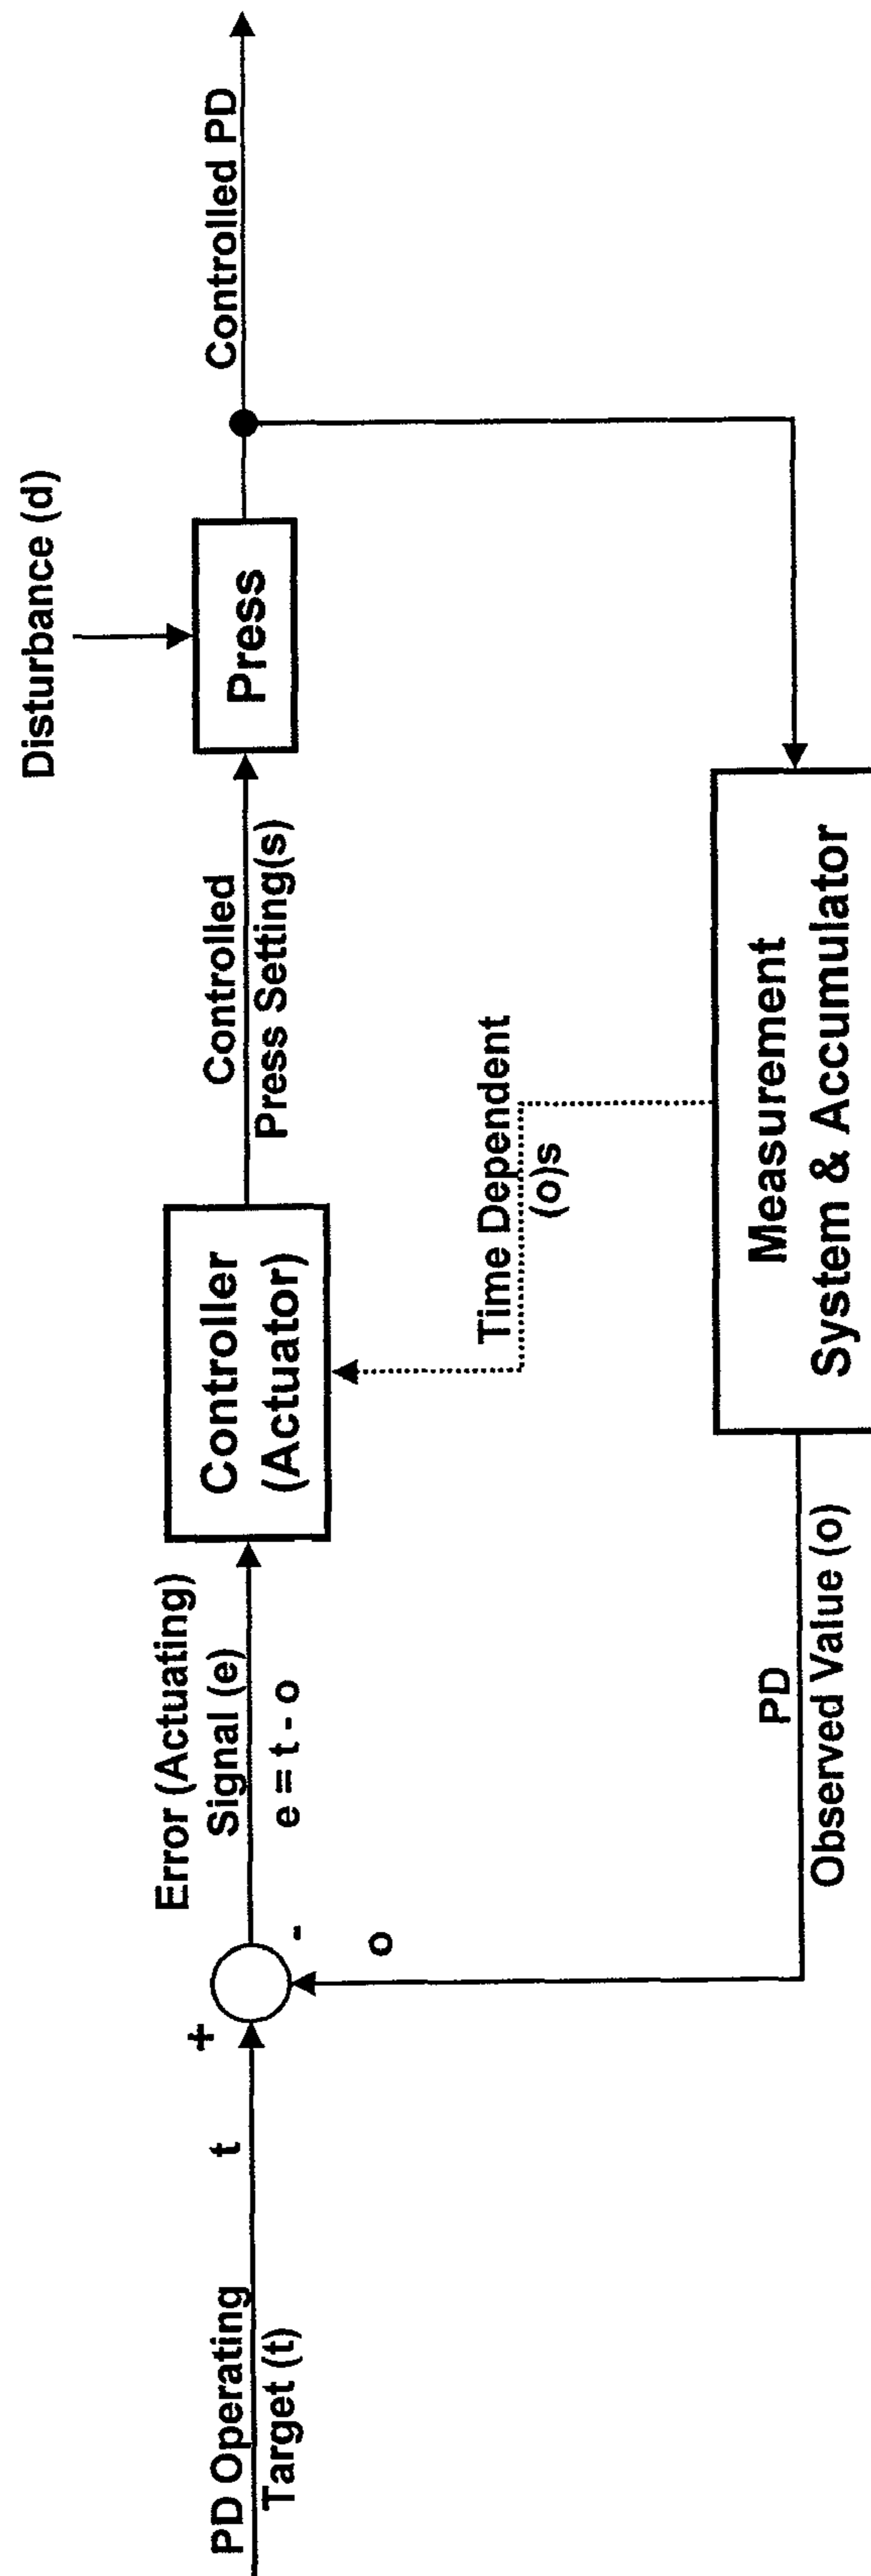 PD Operating
Target (t)
t
+
-
o
Error (Actuating)
Signal (e)
e = t - o
Controller
(Actuator)
Controlled
Press Setting(s)
Disturbance (d)
Press
Controlled PD
Time Dependent
(o)s
Measurement
System & Accumulator
PD
Observed Value (o)